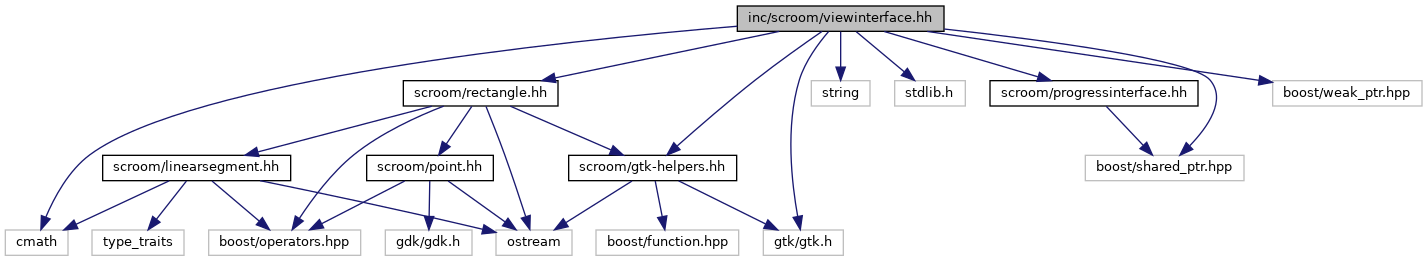 inc/scroom/viewinterface.hh
scroom/rectangle.hh
string
stdlib.h
scroom/progressinterface.hh
boost/weak_ptr.hpp
scroom/linearsegment.hh
scroom/point.hh
scroom/gtk-helpers.hh
boost/shared_ptr.hpp
cmath
type_traits
boost/operators.hpp
gdk/gdk.h
ostream
boost/function.hpp
gtk/gtk.h